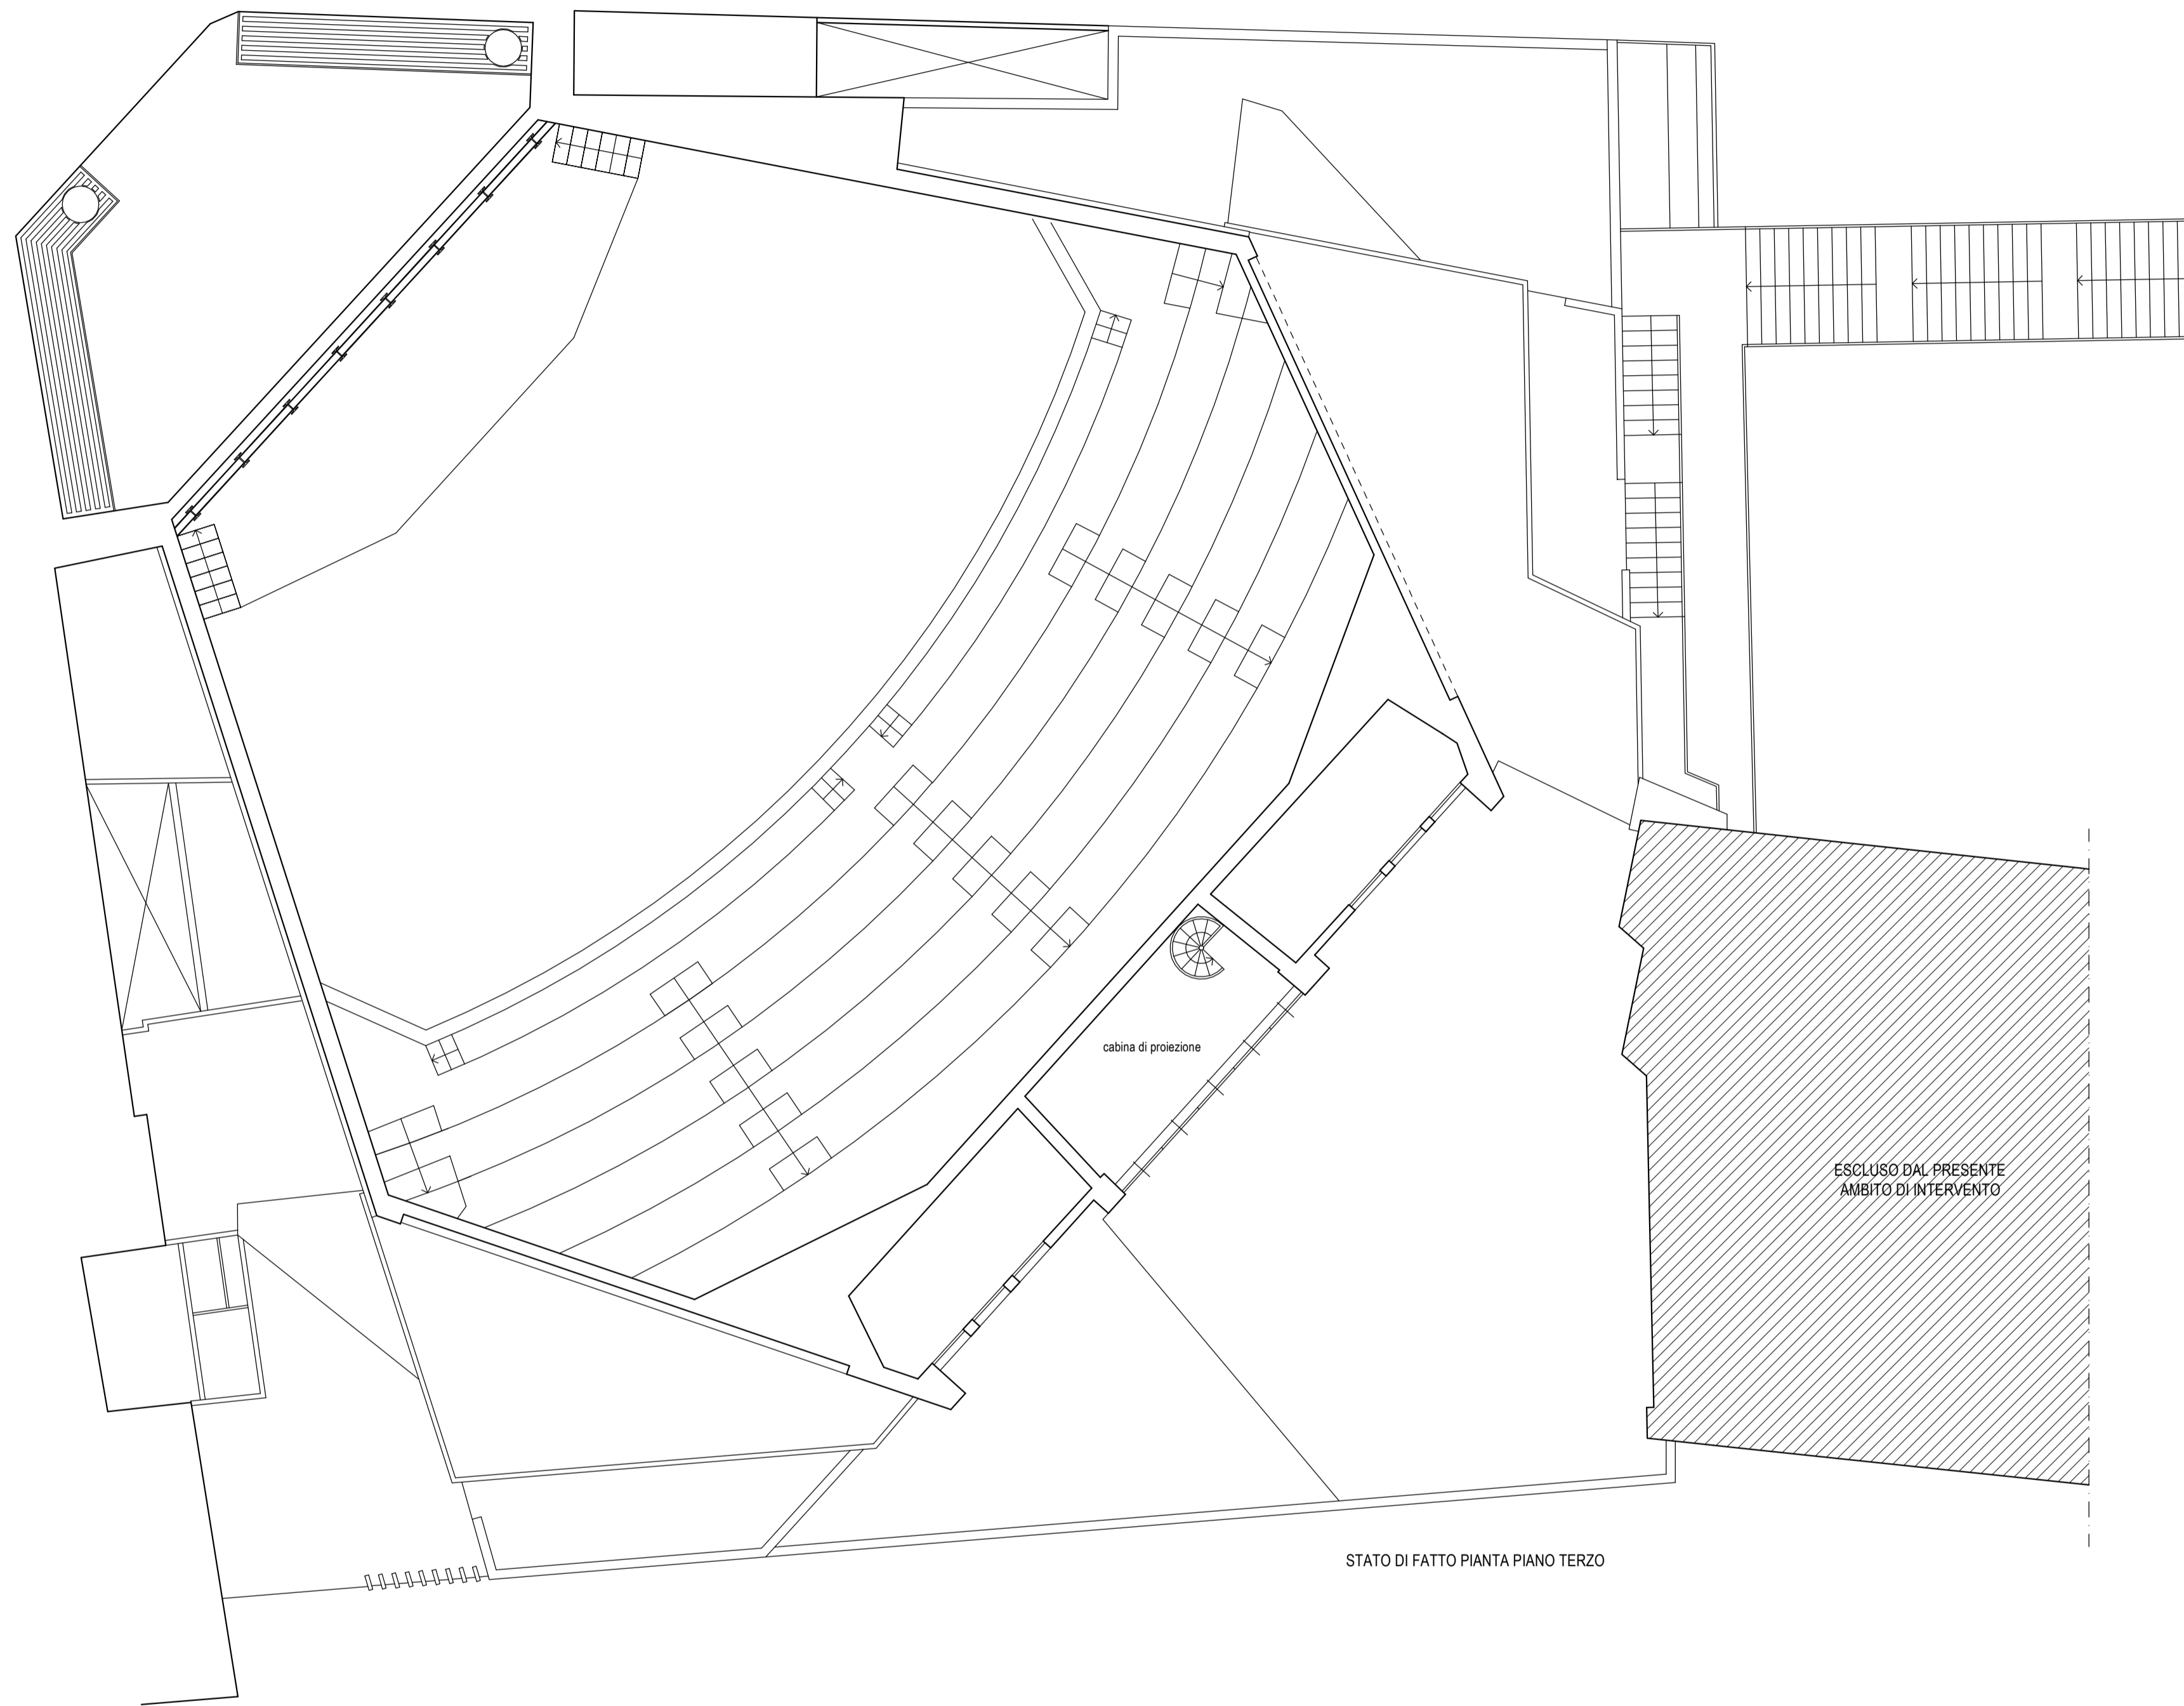 cabina di proiezione
ESCLUSO DAL PRESENTE
AMBITO DI INTERVENTO
STATO DI FATTO PIANTA PIANO TERZO